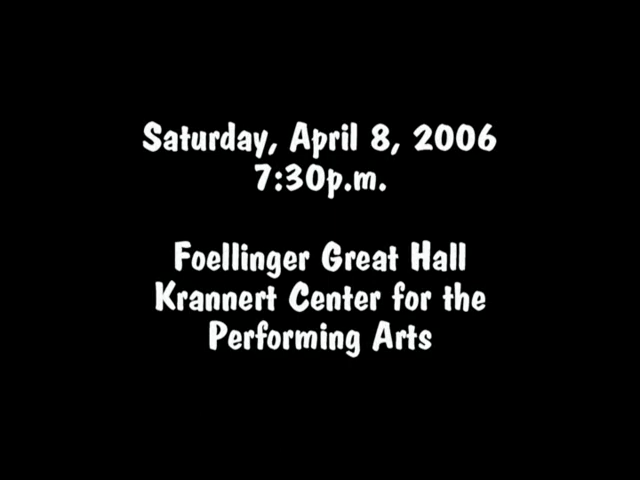 Saturday, April 8, 2006
7:30p.m.
Foellinger Great Hall
Krannert Center for the
Performing Arts